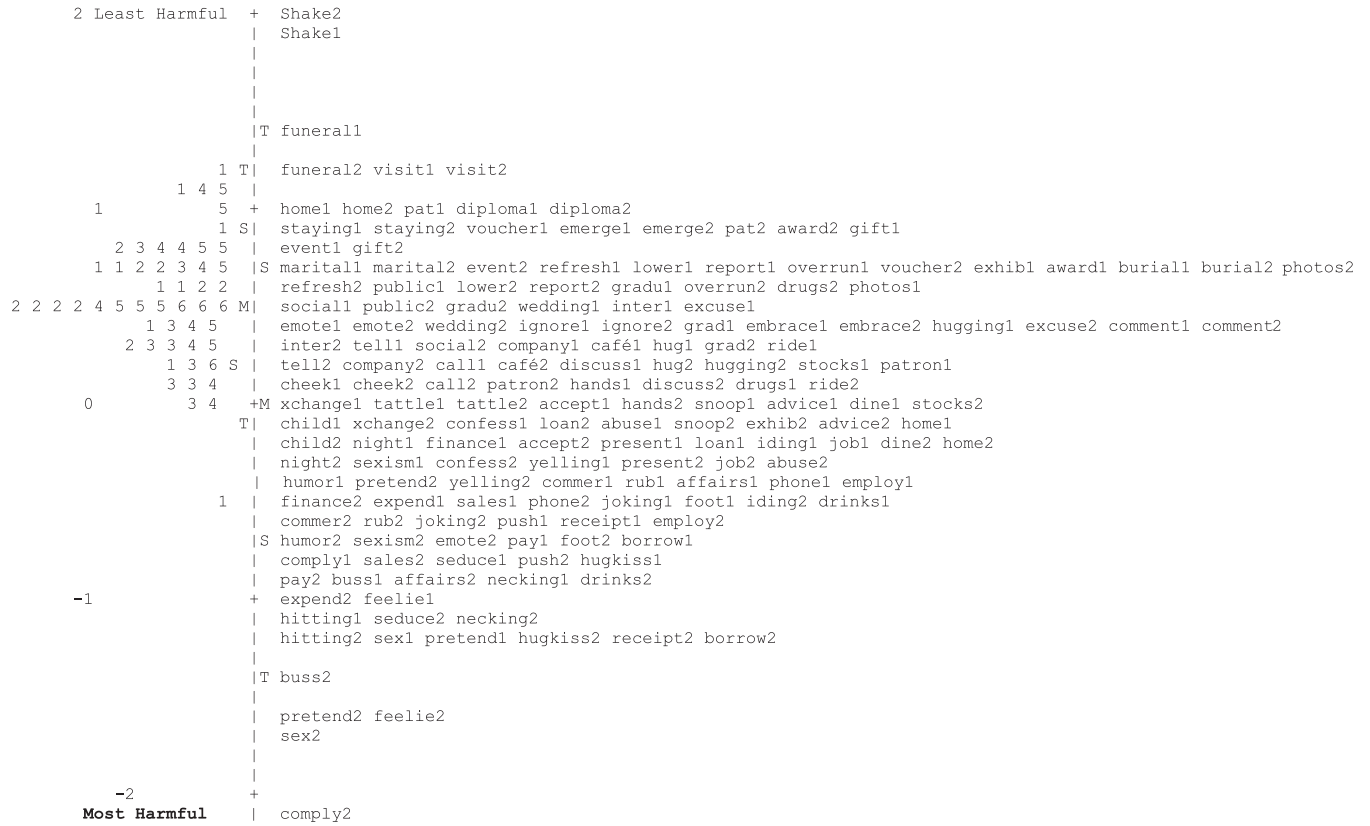 2 Least Harmful + Shake2
| Shake1
|
|
|
|
|T funeral1
|
1 T| funeral2 visit1 visit2
1 4 5 |
1 5 + home1 home2 pat1 diploma1 diploma2
1 S| staying1 staying2 voucher1 emerge1 emerge2 pat2 award2 gift1
2 3 4 4 5 5 | event1 gift2
1 1 2 2 3 4 5 |S marital1 marital2 event2 refresh1 lower1 report1 overrun1 voucher2 exhib1 award1 burial1 burial2 photos2
1 1 2 2 | refresh2 public1 lower2 report2 gradu1 overrun2 drugs2 photos1
2 2 2 2 4 5 5 5 6 6 6 M| social1 public2 gradu2 wedding1 inter1 excuse1
1 3 4 5 | emote1 emote2 wedding2 ignore1 ignore2 grad1 embrace1 embrace2 hugging1 excuse2 comment1 comment2
2 3 3 4 5 | inter2 tell1 social2 company1 café1 hug1 grad2 ride1
1 3 6 S | tell2 company2 call1 café2 discuss1 hug2 hugging2 stocks1 patron1
3 3 4 | cheek1 cheek2 call2 patron2 hands1 discuss2 drugs1 ride2
0 3 4 +M xchange1 tattle1 tattle2 accept1 hands2 snoop1 advice1 dine1 stocks2
T| child1 xchange2 confess1 loan2 abuse1 snoop2 exhib2 advice2 home1
| child2 night1 finance1 accept2 present1 loan1 iding1 job1 dine2 home2
| night2 sexism1 confess2 yelling1 present2 job2 abuse2
| humor1 pretend2 yelling2 commer1 rub1 affairs1 phone1 employ1
1 | finance2 expend1 sales1 phone2 joking1 foot1 iding2 drinks1
| commer2 rub2 joking2 push1 receipt1 employ2
|S humor2 sexism2 emote2 pay1 foot2 borrow1
| comply1 sales2 seduce1 push2 hugkiss1
| pay2 buss1 affairs2 necking1 drinks2
-1 + expend2 feelie1
| hitting1 seduce2 necking2
| hitting2 sex1 pretend1 hugkiss2 receipt2 borrow2
|
|T buss2
|
| pretend2 feelie2
| sex2
|
|
-2 +
Most Harmful | comply2